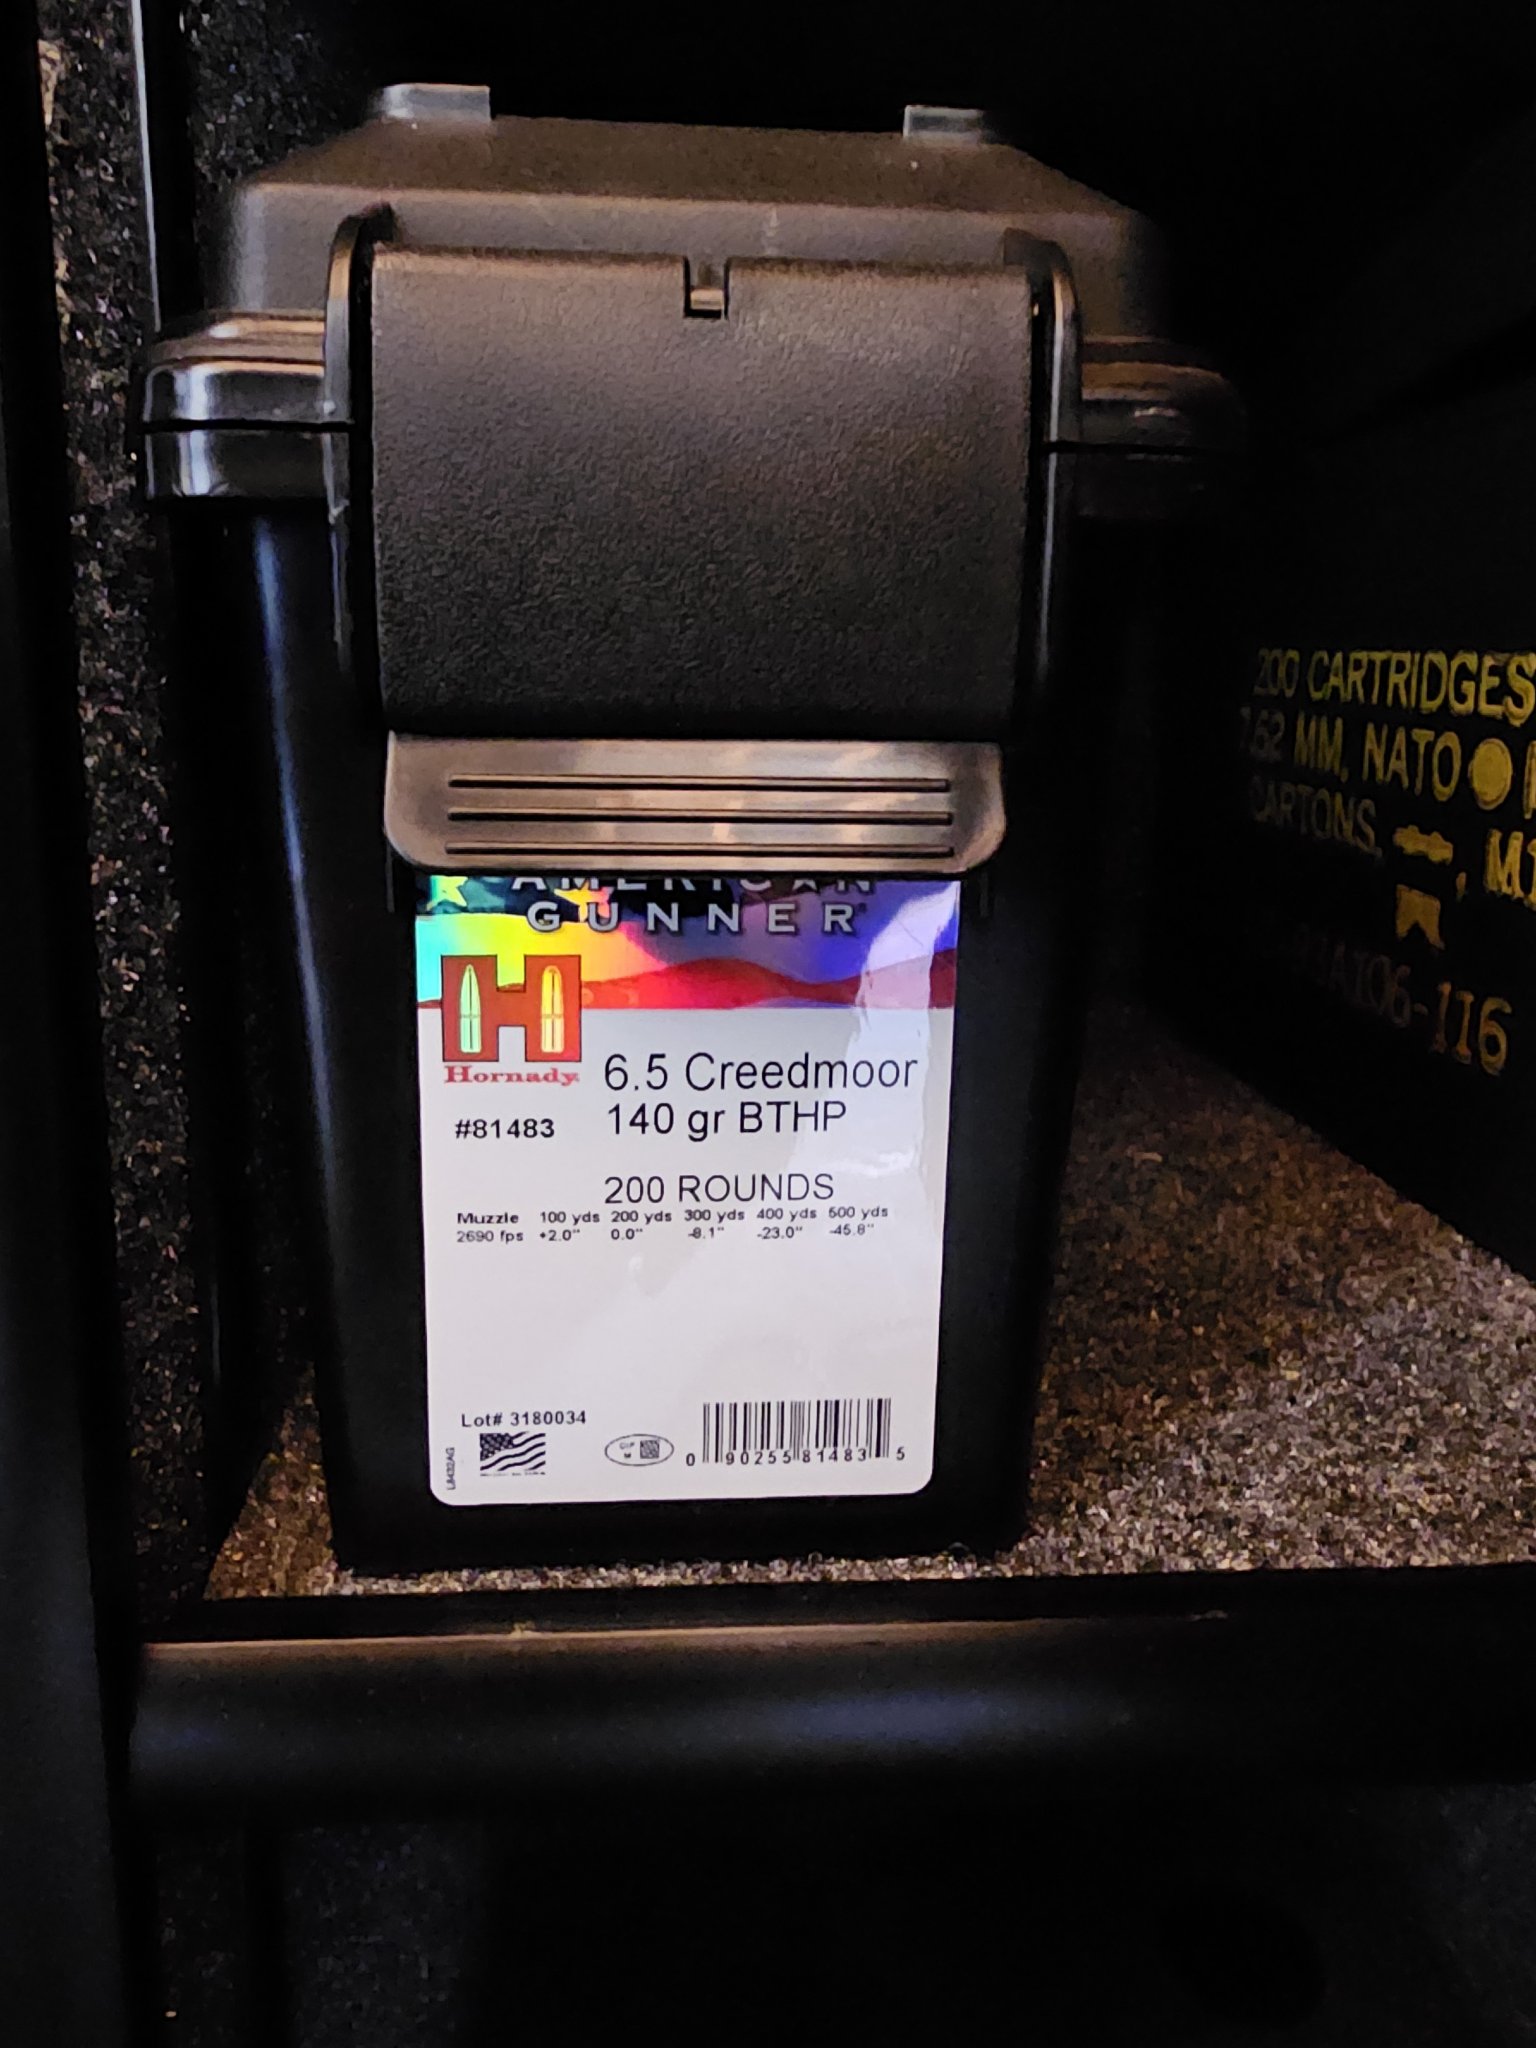 AMERICAN
GUNNER
Hornady
6.5 Creedmoor
140 gr BTHP
#81483
200 ROUNDS
Muzzle 100 yds 200 yds 300 yds 400 yds 500 yds
2690 fps +2.0" 0.0" -8.1" -23.0" -45.8"
Lot# 3180034
0 90255 81483 5
200 CARTRIDGES
7.62 MM, NATO
CARTONS,
06-116